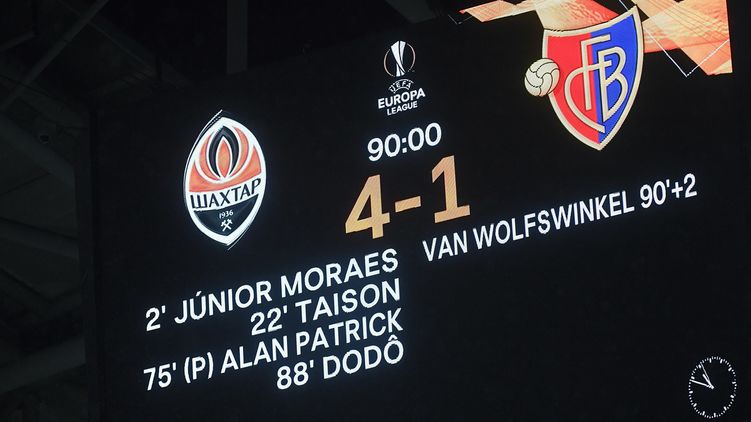 UEFA
EUROPA
LEAGUE
FCB
ШАХТАР
1936
90:00
4-1
2' JÚNIOR MORAES
22' TAISON
75' (P) ALAN PATRICK
88' DODÔ
VAN WOLFSWINKEL 90'+2